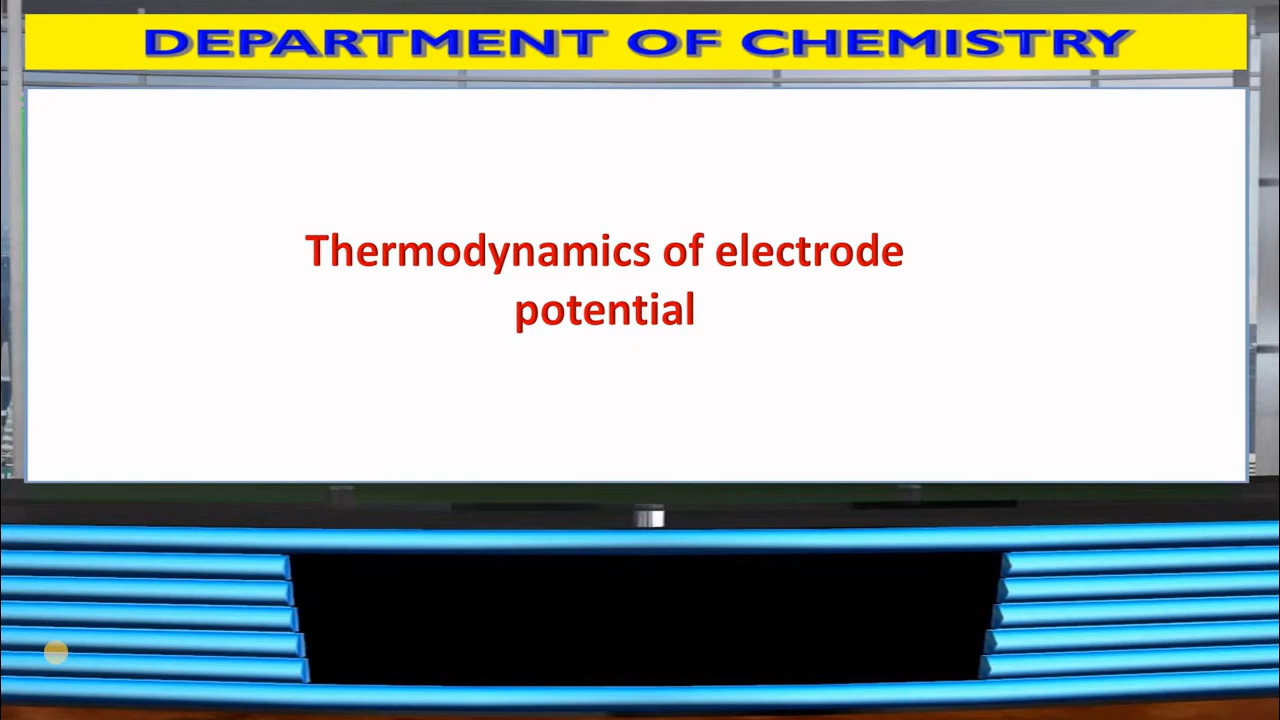 DEPARTMENT OF CHEMISTRY
Thermodynamics of electrode
potential